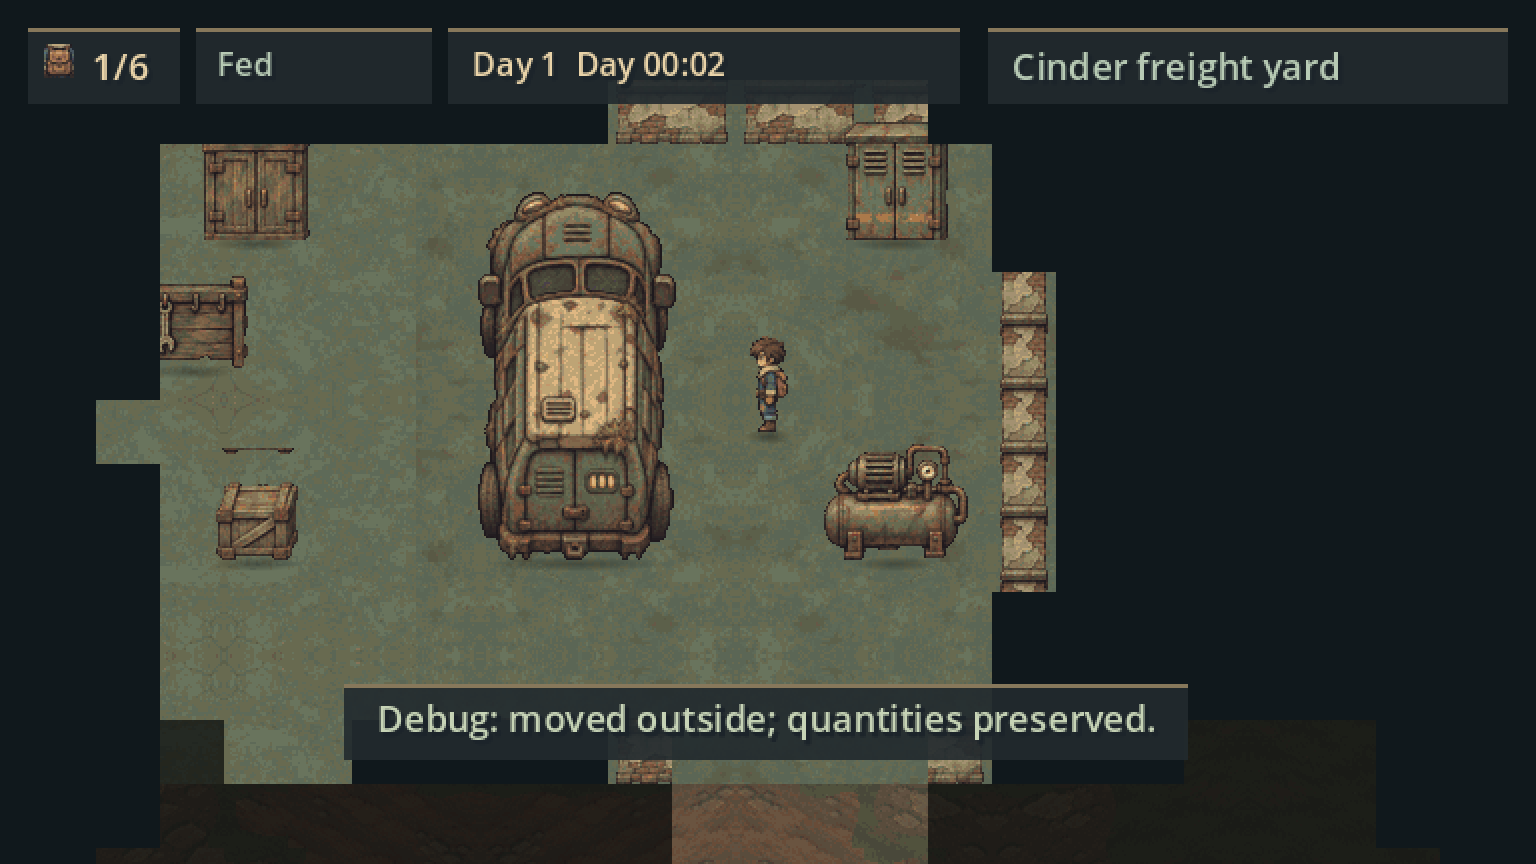 1/6
Fed
Day 1 Day 00:02
Cinder freight yard
Debug: moved outside; quantities preserved.